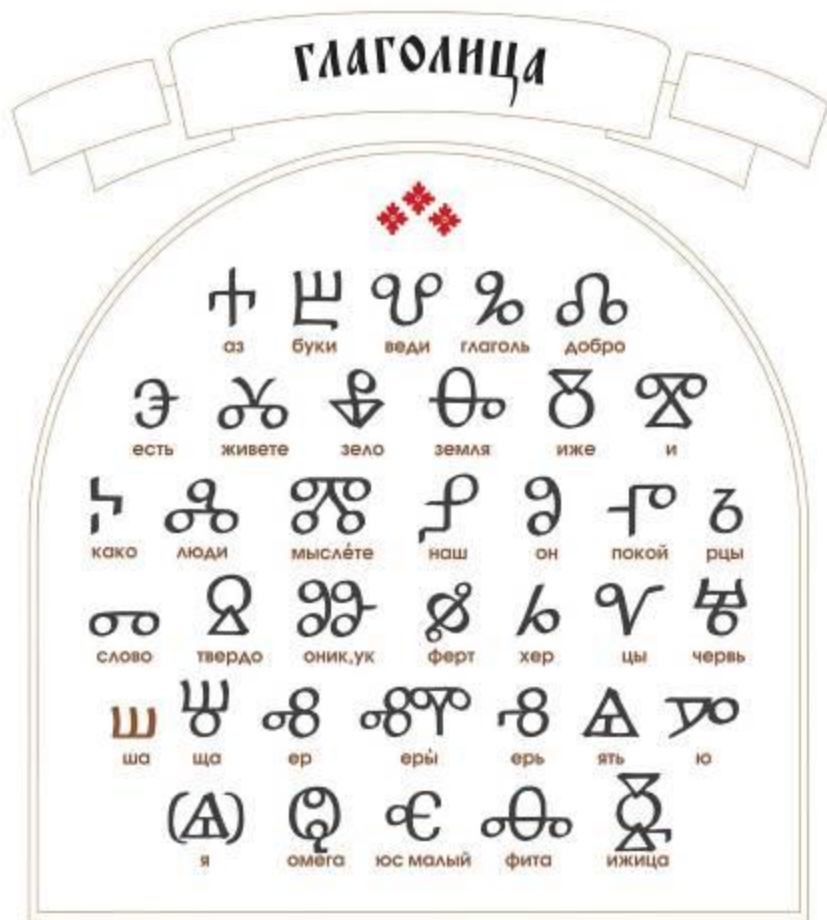 глаголица
ⰰ ⰱ ⰲ ⰳ ⰴ
аз буки веди глаголь добро
ⰵ ⰶ ⰷ ⰸ ⰹ ⰻ
есть живете зело земля иже и
ⰽ ⰾ ⰿ ⱀ ⱁ ⱂ ⱃ
како люди мысле́те наш он покой рцы
ⱄ ⱅ ⱆ ⱇ ⱈ ⱌ ⱍ
слово твердо оник,ук ферт хер цы червь
ⱎ ⱋ ⱏ ⱏⰺ ⱐ ⱑ ⱓ
ша ща ер еры̀ ерь ять ю
(ⱑ) ⱉ ⱔ ⱚ ⱛ
я омега юс малый фита ижица